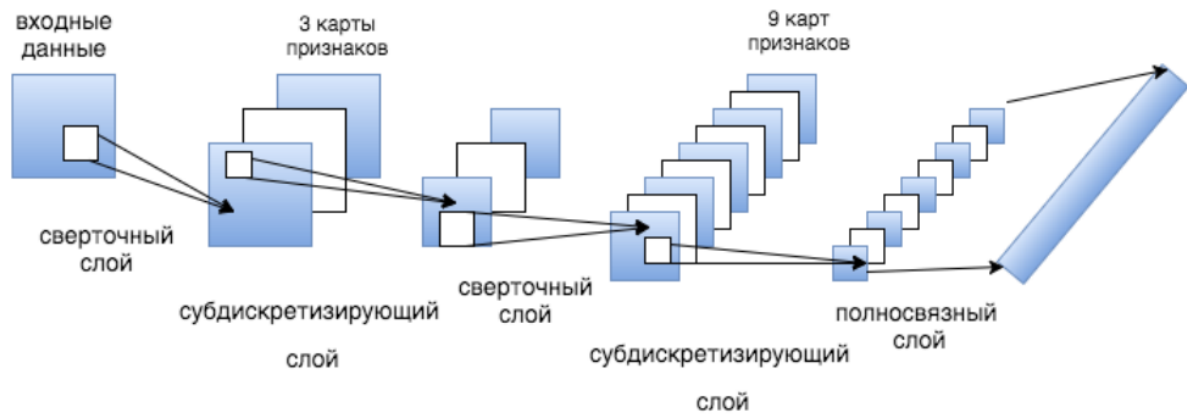 входные
данные
3 карты
признаков
9 карт
признаков
сверточный
слой
субдискретизирующий
слой
сверточный
слой
субдискретизирующий
слой
полносвязный
слой